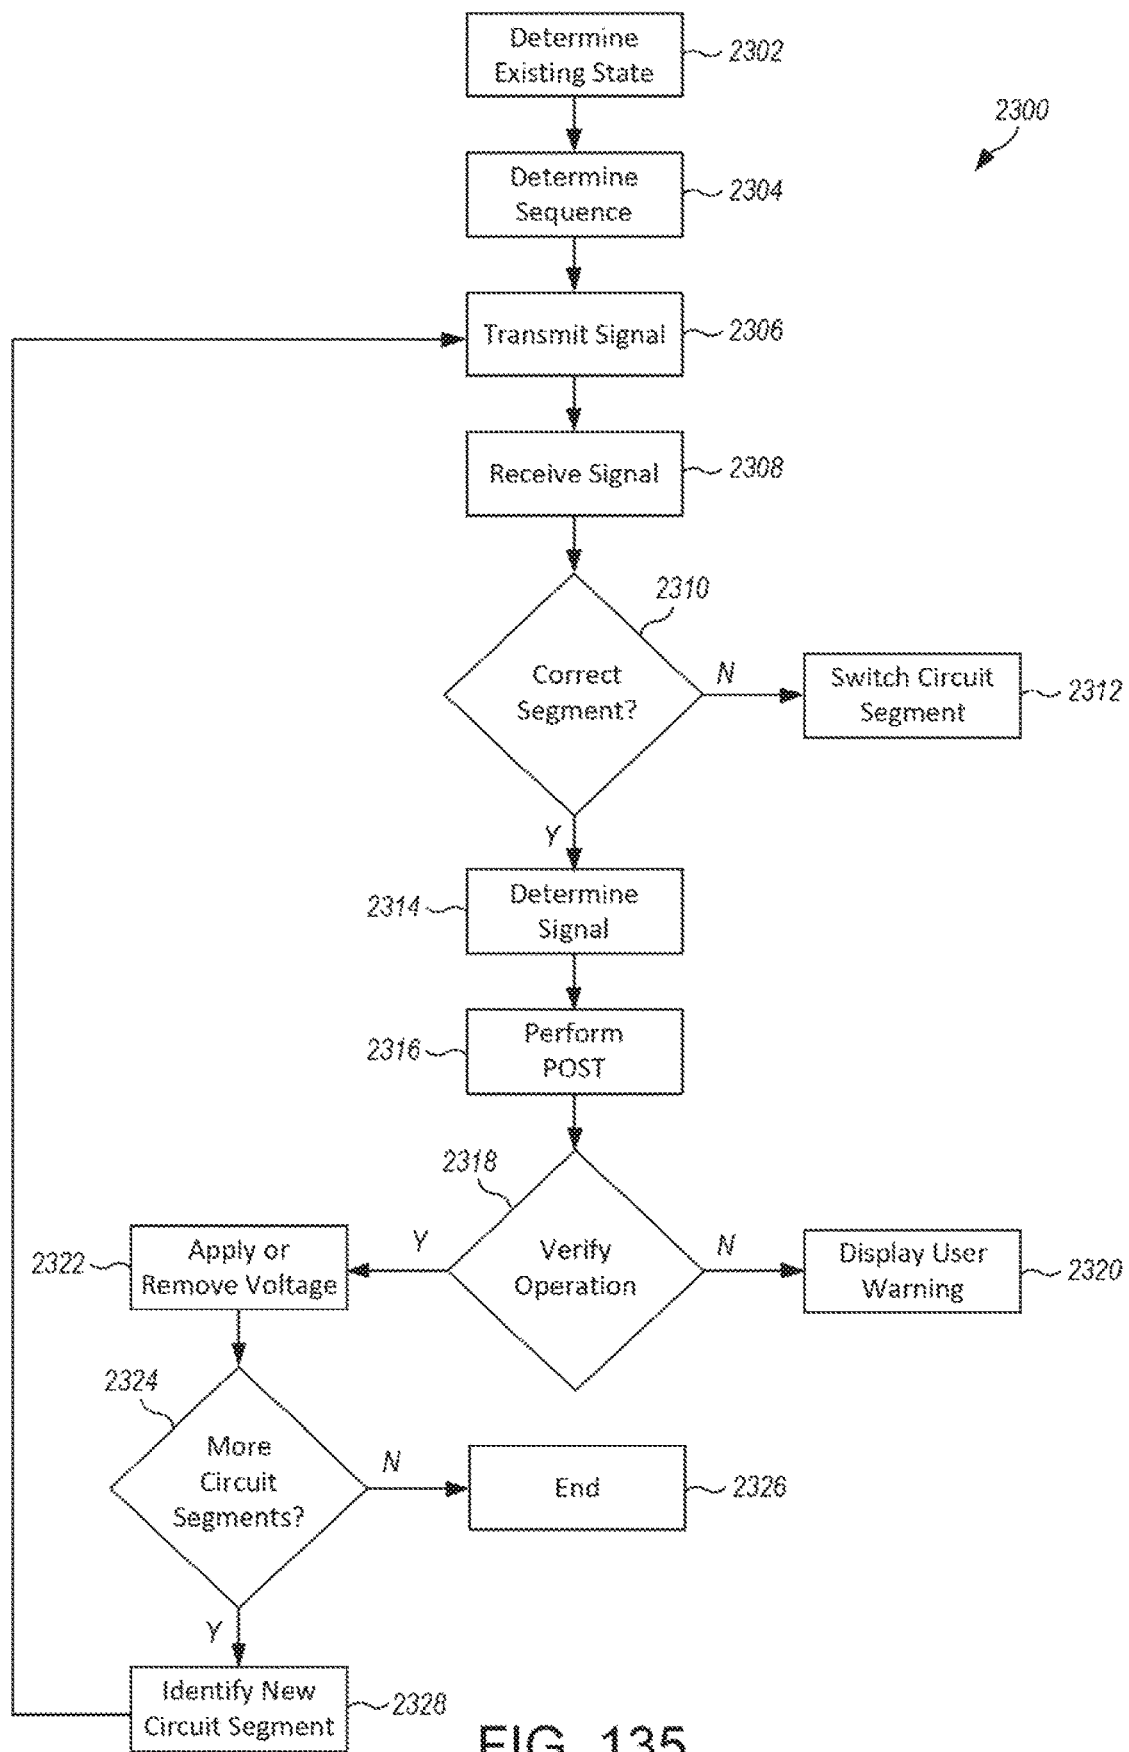 Determine
Existing State
2302
2300
Determine
Sequence
2304
Transmit Signal
2306
Receive Signal
2308
2310
Correct
Segment?
N
Switch Circuit
Segment
2312
Y
Determine
Signal
2314
Perform
POST
2316
2318
Verify
Operation
Y
N
Apply or
Remove Voltage
2322
Display User
Warning
2320
2324
More
Circuit
Segments?
N
End
2326
Y
Identify New
Circuit Segment
2328
FIG. 135